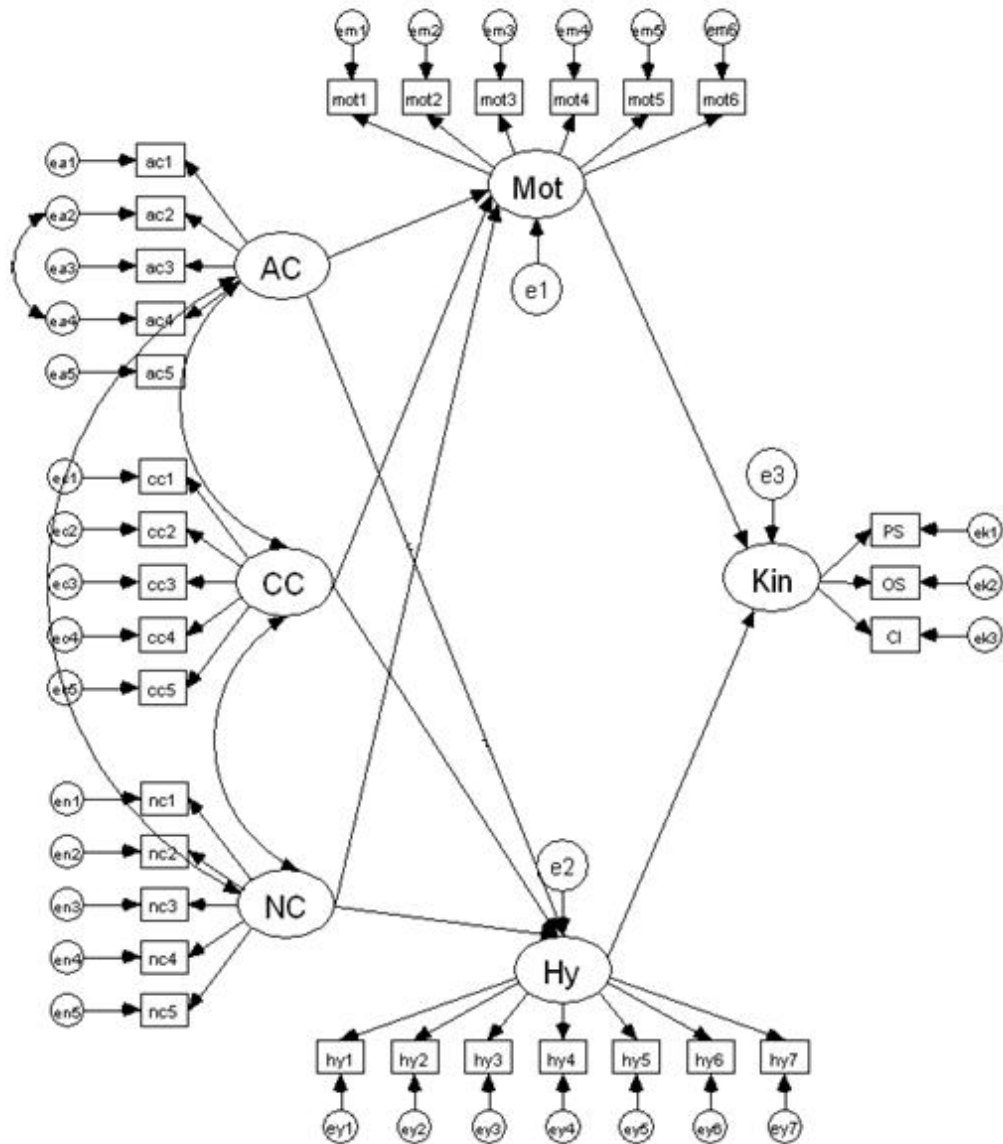 em1 em2 em3 em4 em5 em6
mot1 mot2 mot3 mot4 mot5 mot6
Mot
e1
ea1 ac1
ea2 ac2
ea3 ac3
ea4 ac4
ea5 ac5
AC
ec1 cc1
ec2 cc2
ec3 cc3
ec4 cc4
ec5 cc5
CC
e3
Kin
PS ek1
OS ek2
CI ek3
en1 nc1
en2 nc2
en3 nc3
en4 nc4
en5 nc5
NC
e2
Hy
hy1 hy2 hy3 hy4 hy5 hy6 hy7
ey1 ey2 ey3 ey4 ey5 ey6 ey7